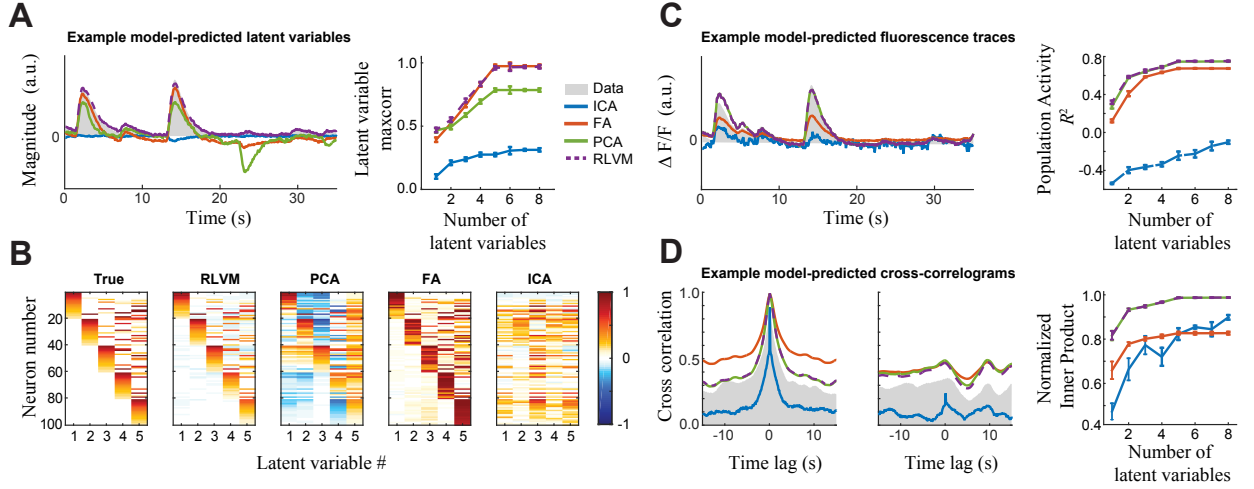 A
Example model-predicted latent variables
Magnitude (a.u.)
0
0
10
20
30
Time (s)
Latent variable
maxcorr
1.0
0.5
0.0
2
4
6
8
Number of
latent variables
Data
ICA
FA
PCA
RLVM
C
Example model-predicted fluorescence traces
Δ F/F (a.u.)
0
0
10
20
30
Time (s)
Population Activity
R²
0.8
0.4
0.0
-0.4
2
4
6
8
Number of
latent variables
B
True
RLVM
PCA
FA
ICA
Neuron number
20
40
60
80
100
1 2 3 4 5
1 2 3 4 5
1 2 3 4 5
1 2 3 4 5
1 2 3 4 5
Latent variable #
1
0
-1
D
Example model-predicted cross-correlograms
Cross correlation
1.0
0.5
0.0
-10 0 10
Time lag (s)
-10 0 10
Time lag (s)
Normalized
Inner Product
1.0
0.8
0.6
0.4
2
4
6
8
Number of
latent variables